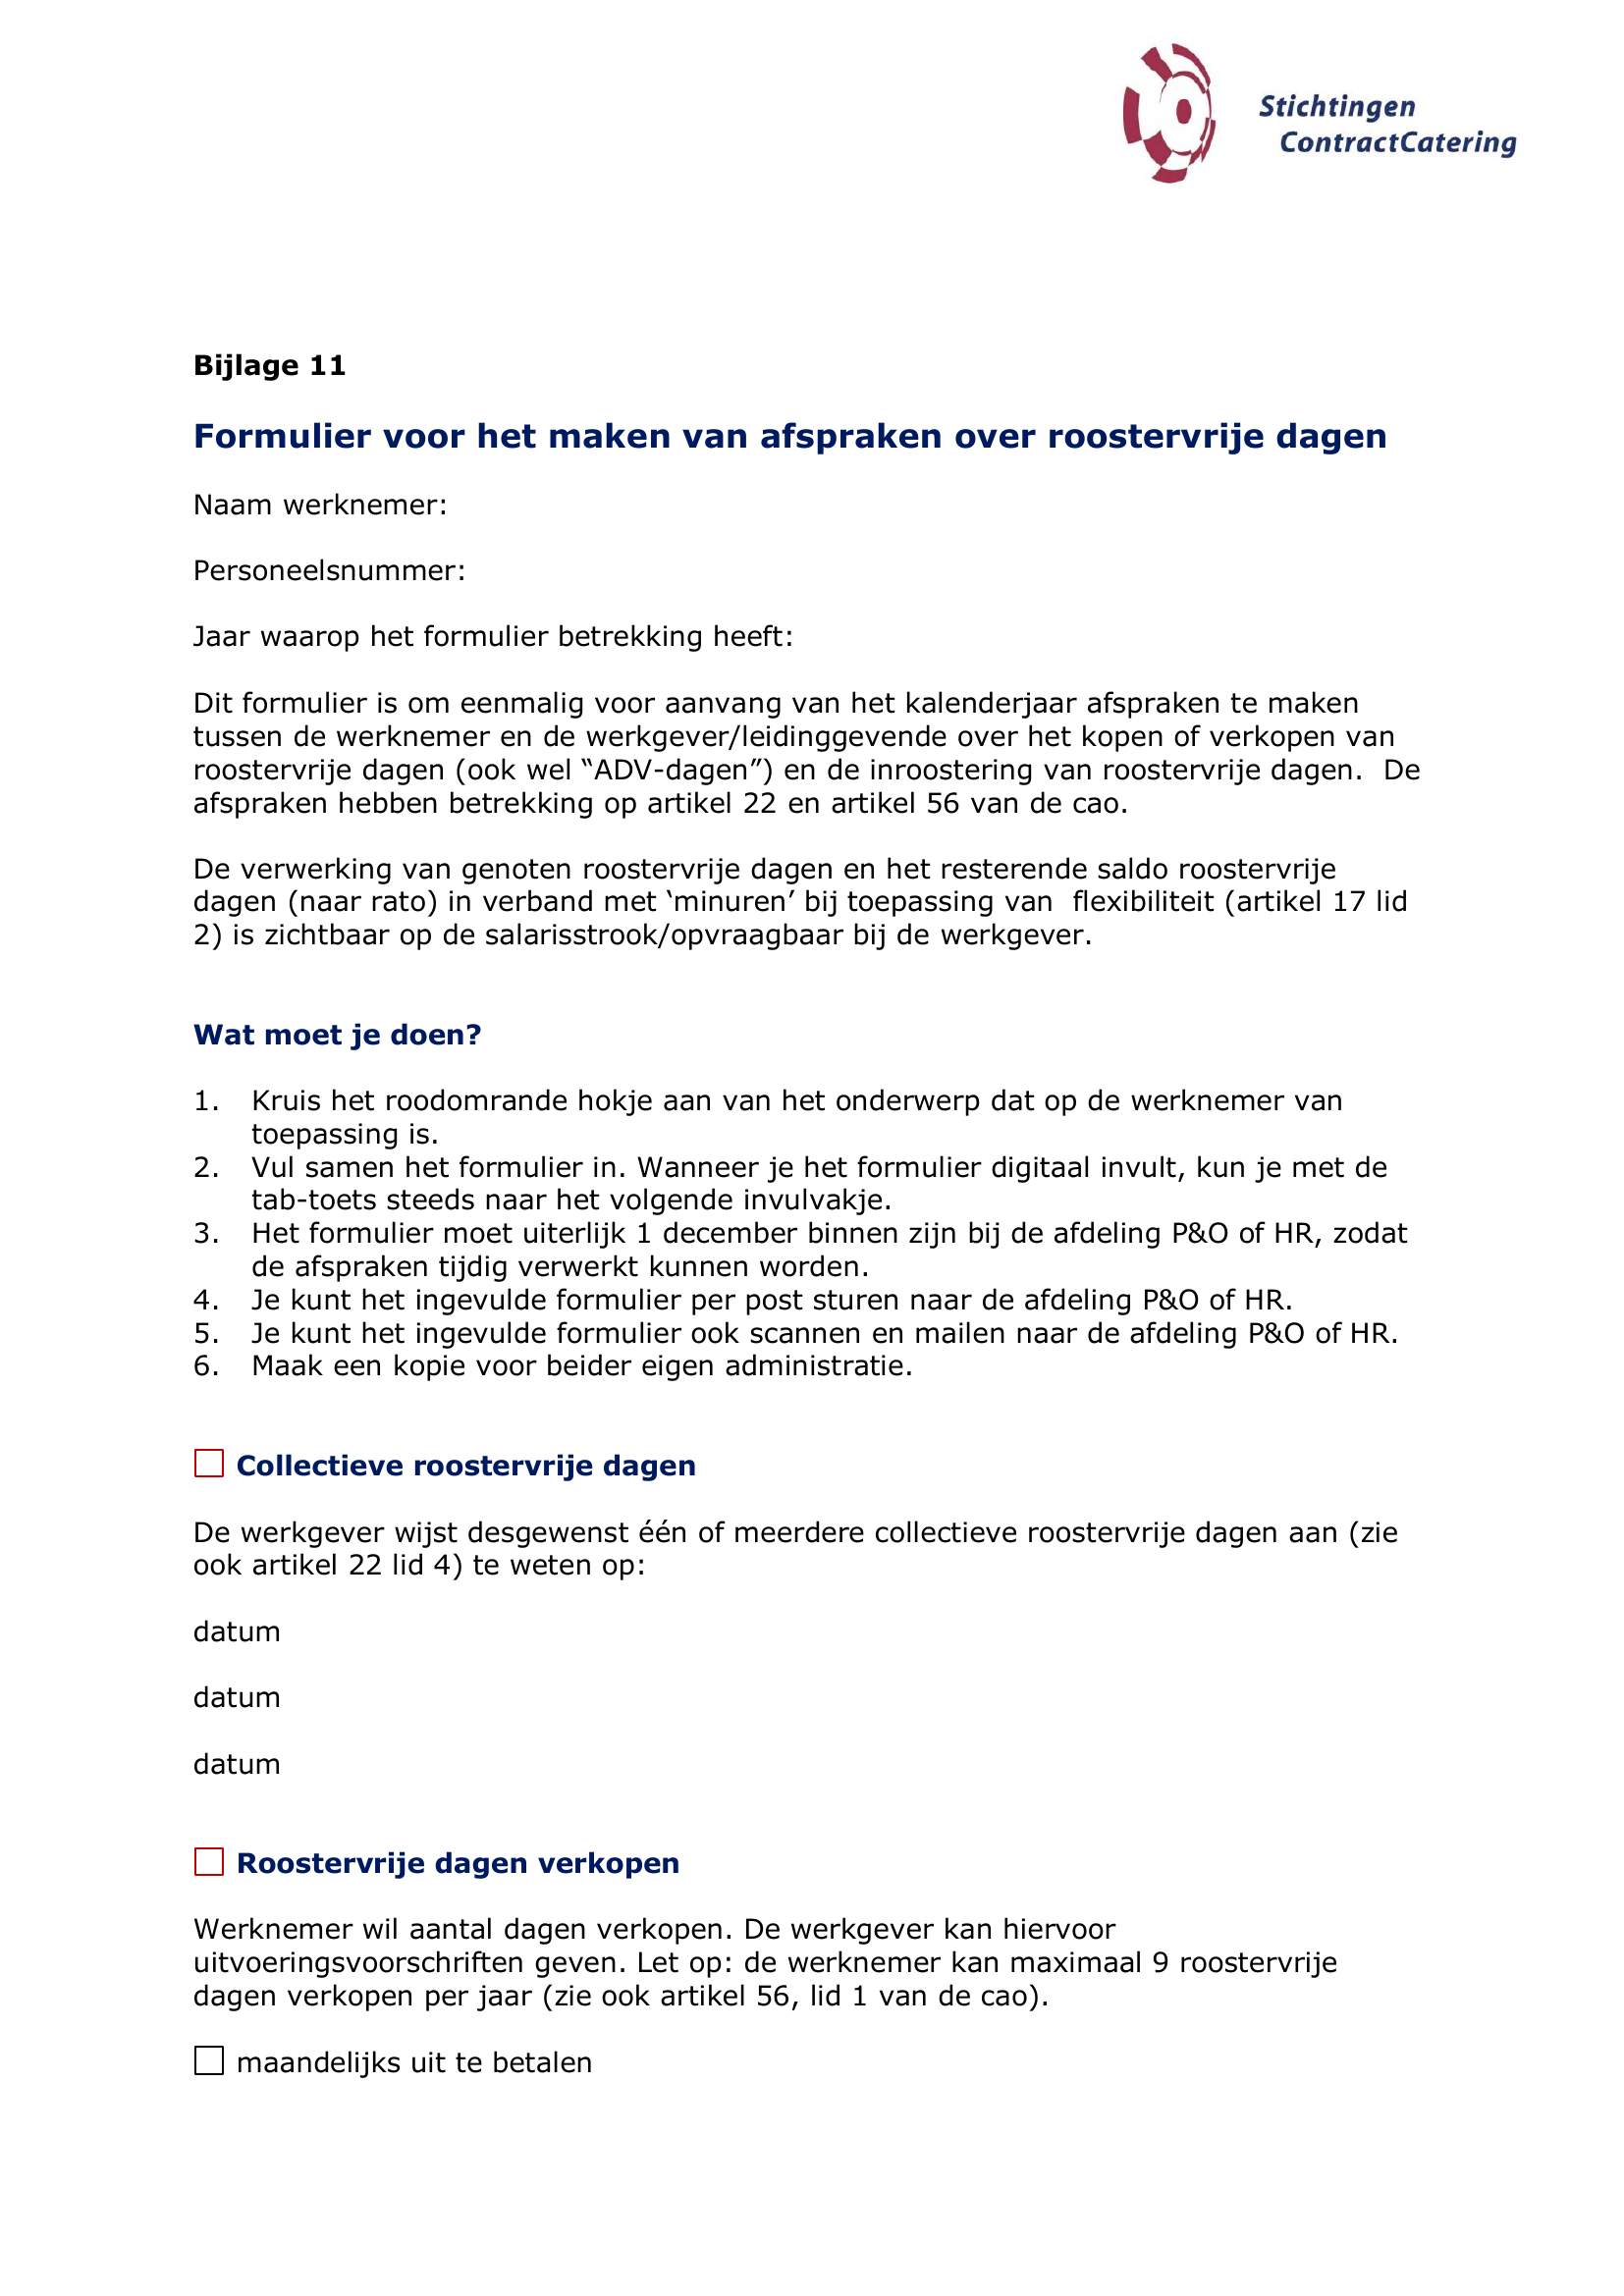 Stichtingen
ContractCatering
Bijlage 11
Formulier voor het maken van afspraken over roostervrije dagen
Naam werknemer:
Personeelsnummer:
Jaar waarop het formulier betrekking heeft:
Dit formulier is om eenmalig voor aanvang van het kalenderjaar afspraken te maken
tussen de werknemer en de werkgever/leidinggevende over het kopen of verkopen van
roostervrije dagen (ook wel “ADV-dagen”) en de inroostering van roostervrije dagen.  De
afspraken hebben betrekking op artikel 22 en artikel 56 van de cao.
De verwerking van genoten roostervrije dagen en het resterende saldo roostervrije
dagen (naar rato) in verband met ‘minuren’ bij toepassing van  flexibiliteit (artikel 17 lid
2) is zichtbaar op de salarisstrook/opvraagbaar bij de werkgever.
Wat moet je doen?
1. Kruis het roodomrande hokje aan van het onderwerp dat op de werknemer van
toepassing is.
2. Vul samen het formulier in. Wanneer je het formulier digitaal invult, kun je met de
tab-toets steeds naar het volgende invulvakje.
3. Het formulier moet uiterlijk 1 december binnen zijn bij de afdeling P&O of HR, zodat
de afspraken tijdig verwerkt kunnen worden.
4. Je kunt het ingevulde formulier per post sturen naar de afdeling P&O of HR.
5. Je kunt het ingevulde formulier ook scannen en mailen naar de afdeling P&O of HR.
6. Maak een kopie voor beider eigen administratie.
☐ Collectieve roostervrije dagen
De werkgever wijst desgewenst één of meerdere collectieve roostervrije dagen aan (zie
ook artikel 22 lid 4) te weten op:
datum
datum
datum
☐ Roostervrije dagen verkopen
Werknemer wil aantal dagen verkopen. De werkgever kan hiervoor
uitvoeringsvoorschriften geven. Let op: de werknemer kan maximaal 9 roostervrije
dagen verkopen per jaar (zie ook artikel 56, lid 1 van de cao).
☐ maandelijks uit te betalen